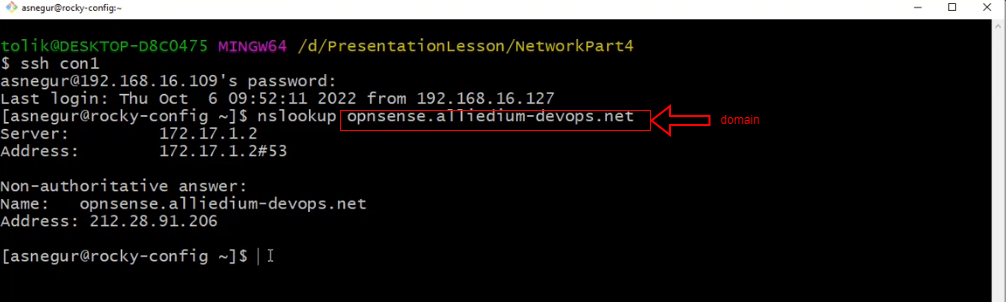 asnegur@rocky-config:~
tolik@DESKTOP-D8C0475 MINGW64 /d/PresentationLesson/NetworkPart4
$ ssh con1
asnegur@192.168.16.109's password:
Last login: Thu Oct  6 09:52:11 2022 from 192.168.16.127
[asnegur@rocky-config ~]$ nslookup opnsense.alliedium-devops.net
domain
Server:         172.17.1.2
Address:        172.17.1.2#53
Non-authoritative answer:
Name:   opnsense.alliedium-devops.net
Address: 212.28.91.206
[asnegur@rocky-config ~]$